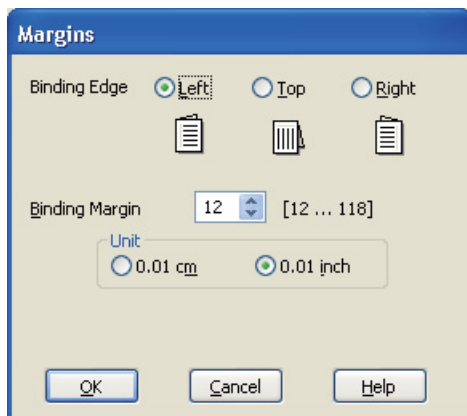 Margins
Binding Edge Left Top Right
Binding Margin 12 [12 ... 118]
Unit
0.01 cm 0.01 inch
OK Cancel Help